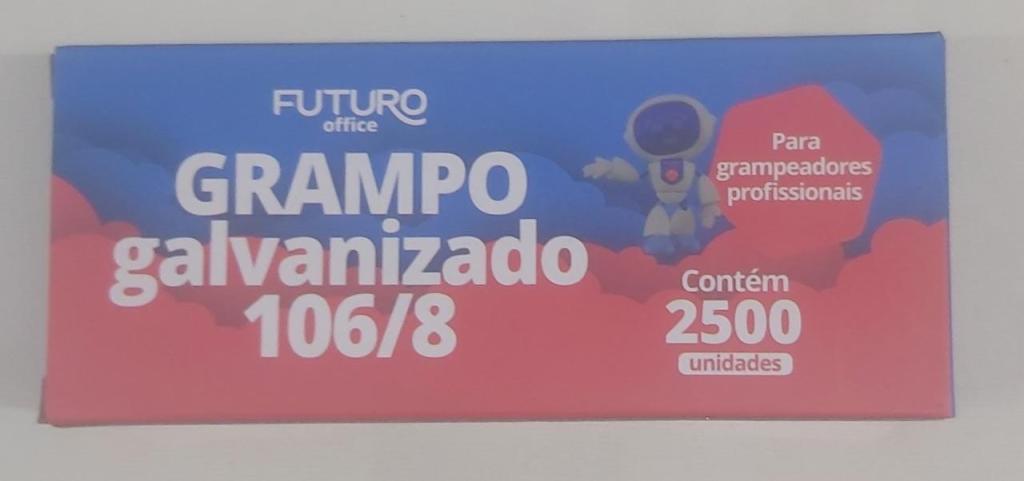 FUTURO
office
GRAMPO
galvanizado
106/8
Para
grampeadores
profissionais
Contém
2500
unidades